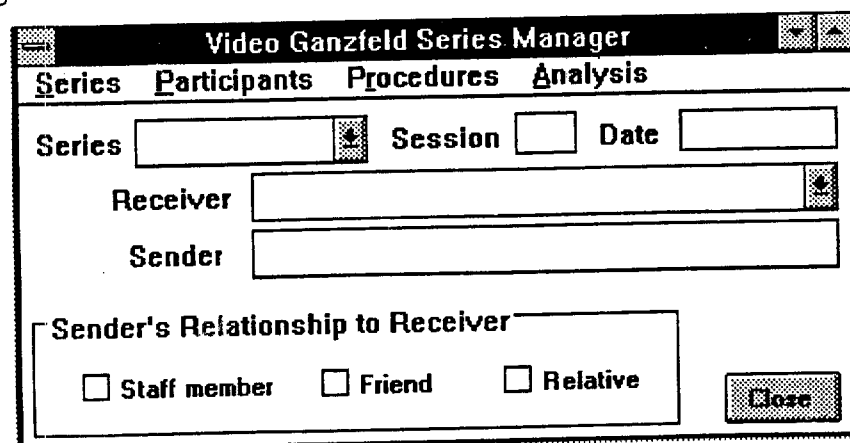 Video Ganzfeld Series Manager
Series Participants Procedures Analysis
Series Session Date
Receiver
Sender
Sender's Relationship to Receiver
Staff member Friend Relative
Close